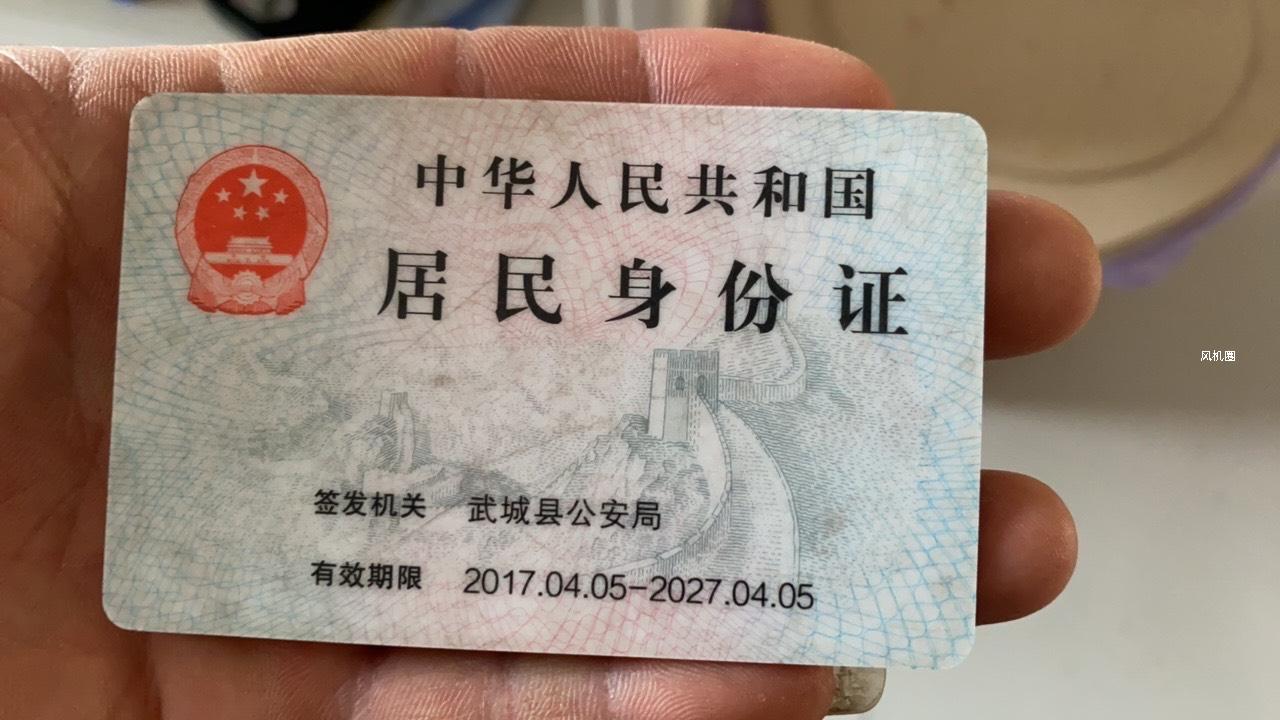 中华人民共和国
居民身份证
签发机关 武城县公安局
有效期限 2017.04.05-2027.04.05
风机圈